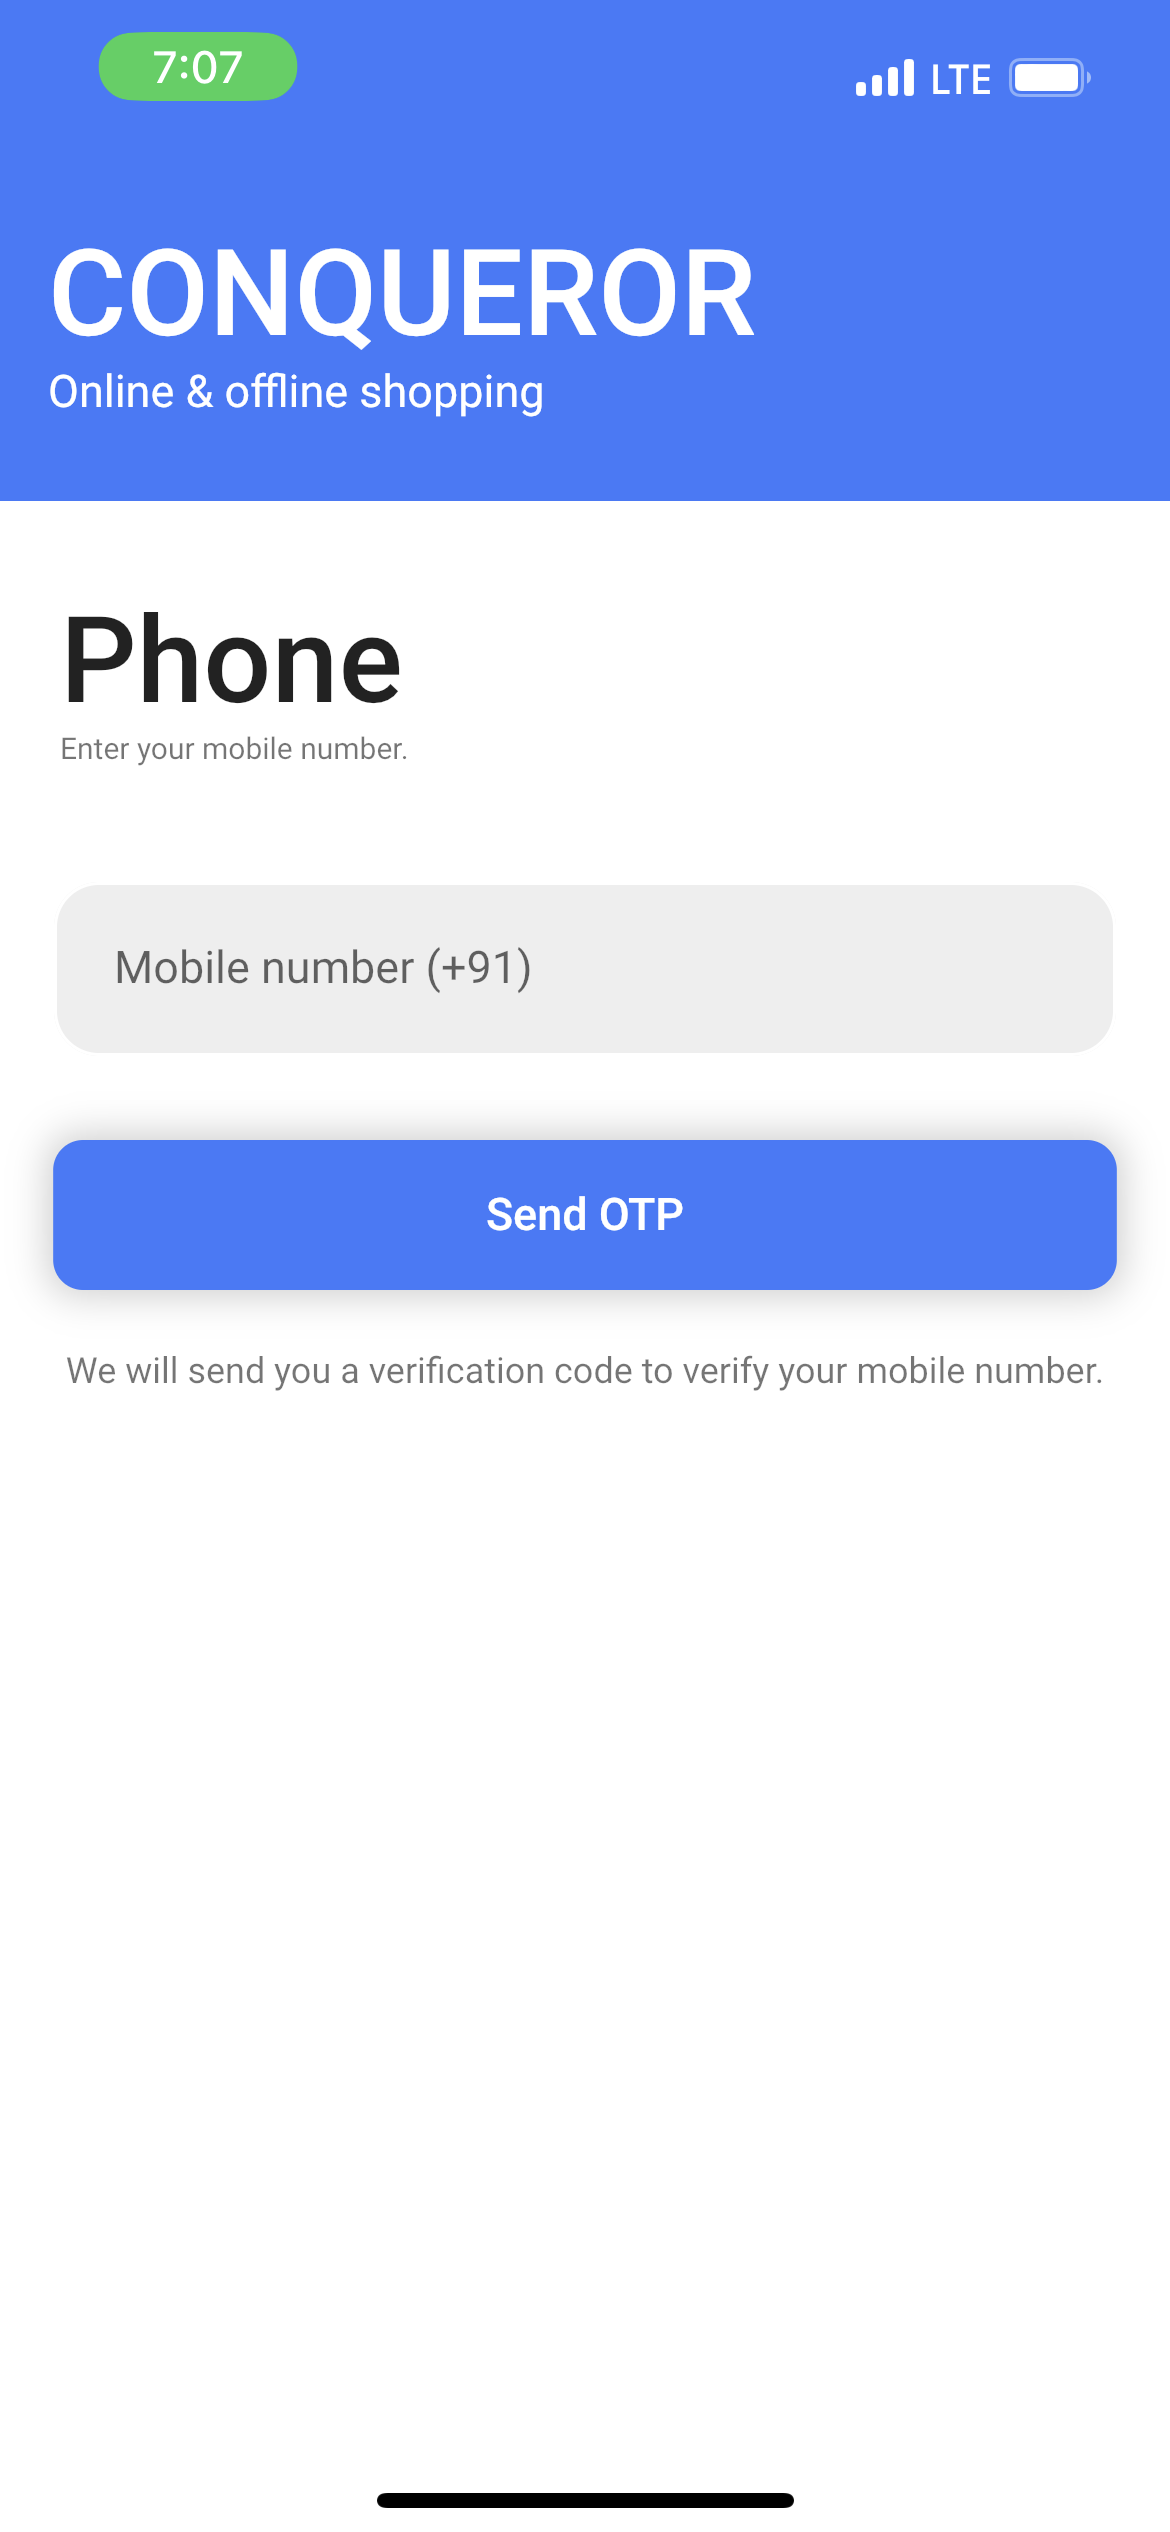 7:07
LTE
CONQUEROR
Online & offline shopping
Phone
Enter your mobile number.
Mobile number (+91)
Send OTP
We will send you a verification code to verify your mobile number.